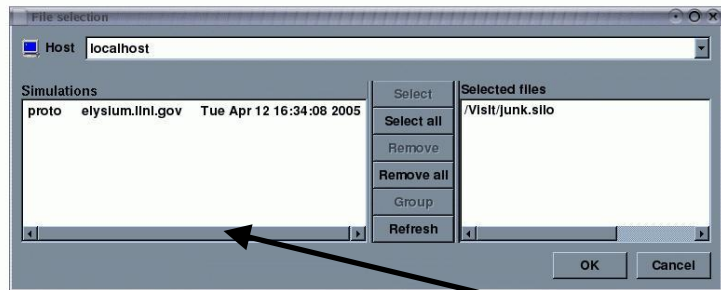 File selection
Host localhost
Simulations
proto elysium.llnl.gov Tue Apr 12 16:34:08 2005
Select
Select all
Remove
Remove all
Group
Refresh
Selected files
/VisIt/junk.silo
OK Cancel